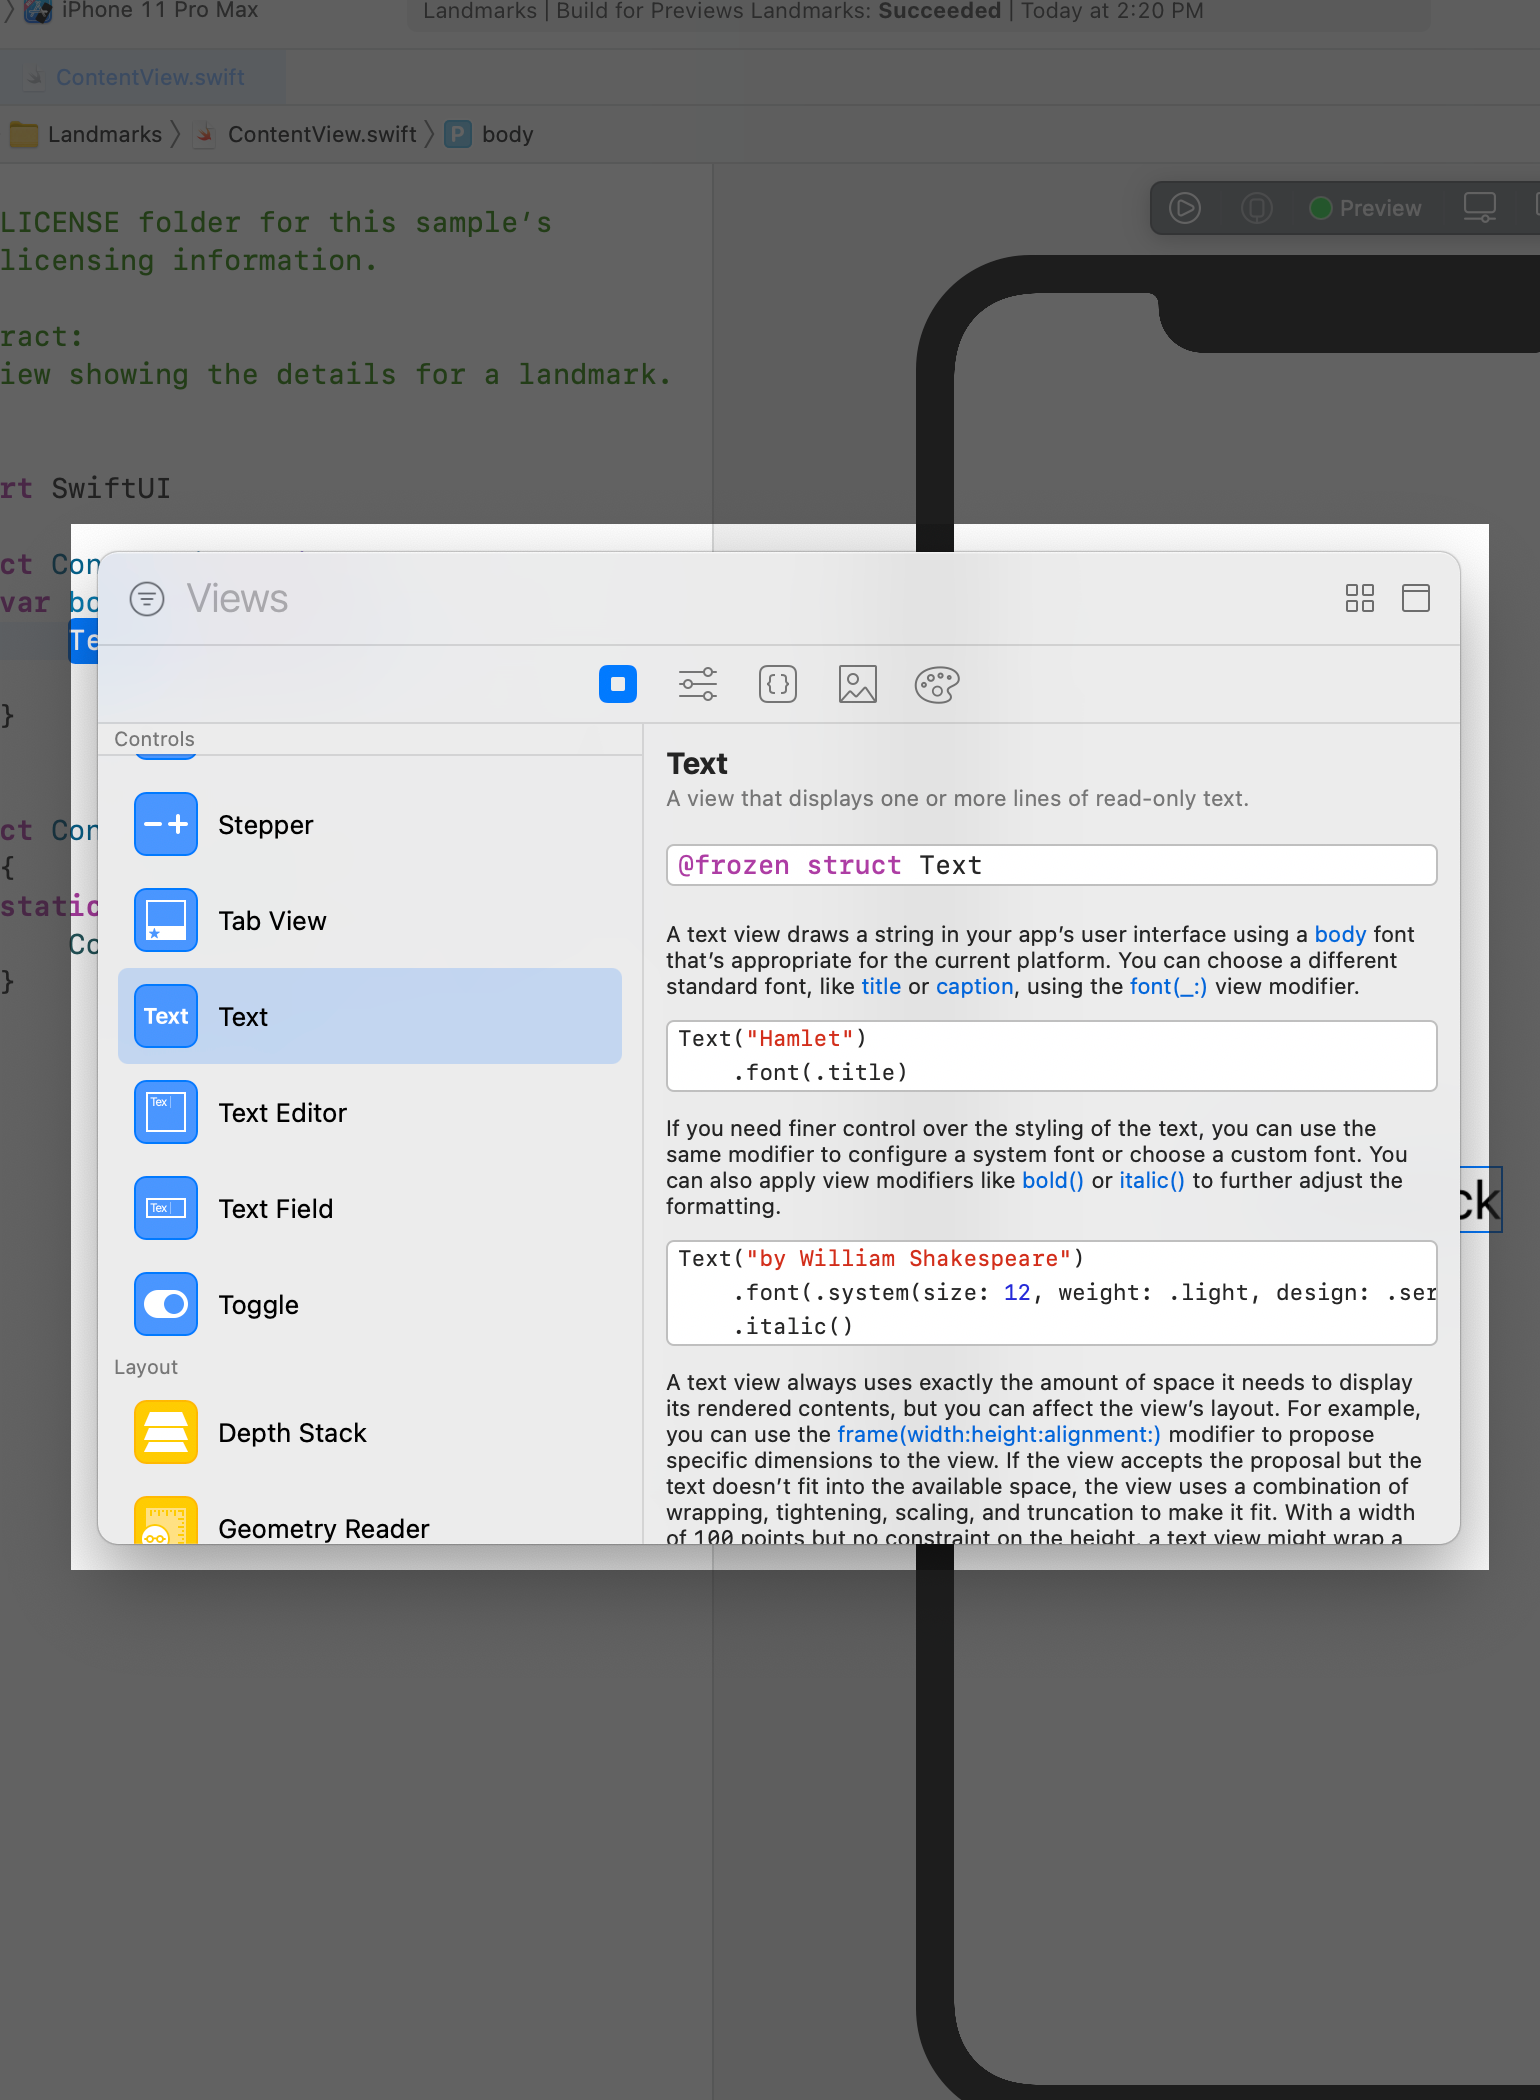 iPhone 11 Pro Max
Landmarks | Build for Previews Landmarks: Succeeded | Today at 2:20 PM
ContentView.swift
Landmarks
ContentView.swift
P body
LICENSE folder for this sample’s
licensing information.
Preview
ract:
iew showing the details for a landmark.
rt SwiftUI
ct Con
var bo
Te
}
ct Con
{
static
Co
}
Views
Controls
Stepper
Tab View
Text Text
Tex Text Editor
Tex Text Field
Toggle
Layout
Depth Stack
Geometry Reader
Text
A view that displays one or more lines of read-only text.
@frozen struct Text
A text view draws a string in your app’s user interface using a body font
that’s appropriate for the current platform. You can choose a different
standard font, like title or caption, using the font(_:) view modifier.
Text("Hamlet")
.font(.title)
If you need finer control over the styling of the text, you can use the
same modifier to configure a system font or choose a custom font. You
can also apply view modifiers like bold() or italic() to further adjust the
formatting.
Text("by William Shakespeare")
.font(.system(size: 12, weight: .light, design: .ser
.italic()
A text view always uses exactly the amount of space it needs to display
its rendered contents, but you can affect the view’s layout. For example,
you can use the frame(width:height:alignment:) modifier to propose
specific dimensions to the view. If the view accepts the proposal but the
text doesn’t fit into the available space, the view uses a combination of
wrapping, tightening, scaling, and truncation to make it fit. With a width
of 100 points but no constraint on the height, a text view might wrap a
ck